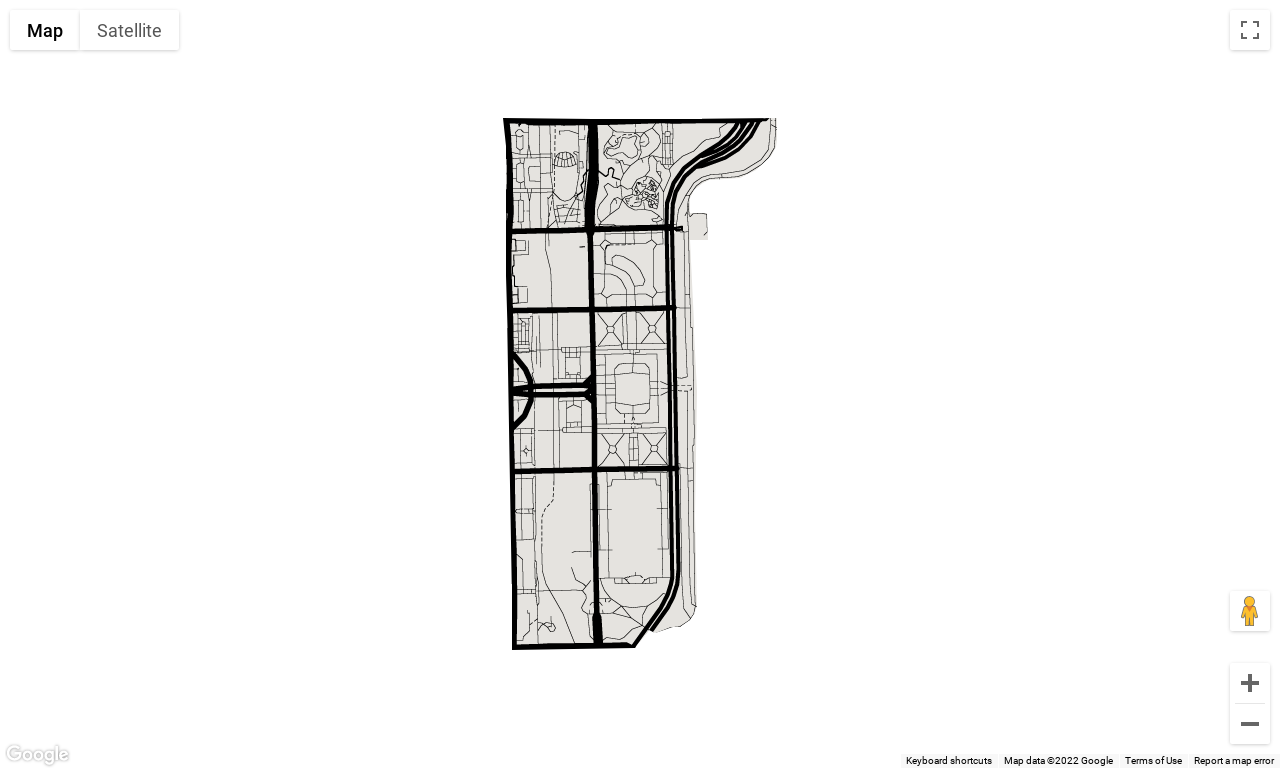 Map
Satellite
Google
Keyboard shortcuts
Map data ©2022 Google
Terms of Use
Report a map error